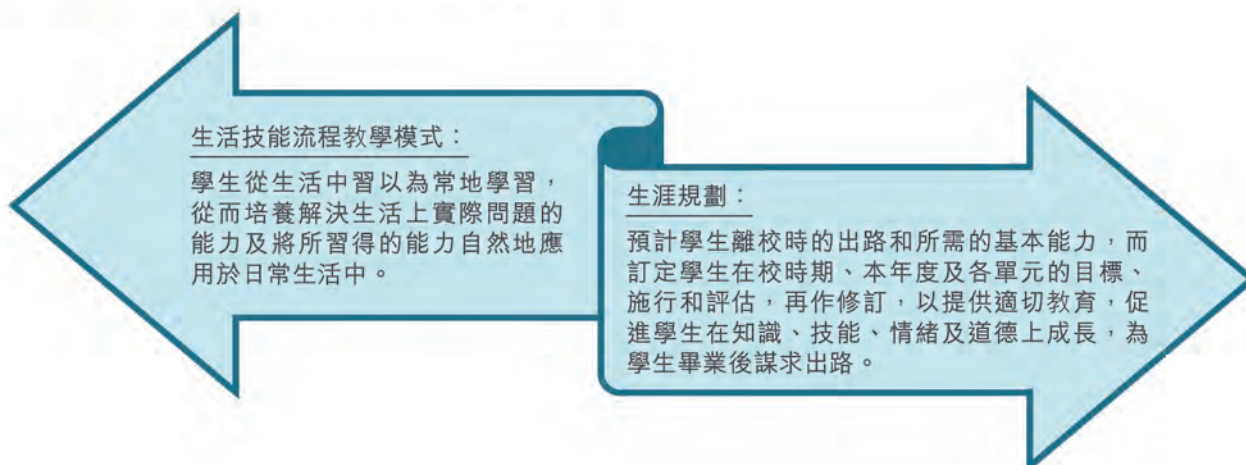 生活技能流程教學模式：
學生從生活中習以為常地學習，
從而培養解決生活上實際問題的
能力及將所習得的能力自然地應
用於日常生活中。
生涯規劃：
預計學生離校時的出路和所需的基本能力，而
訂定學生在校時期、本年度及各單元的目標、
施行和評估，再作修訂，以提供適切教育，促
進學生在知識、技能、情緒及道德上成長，為
學生畢業後謀求出路。